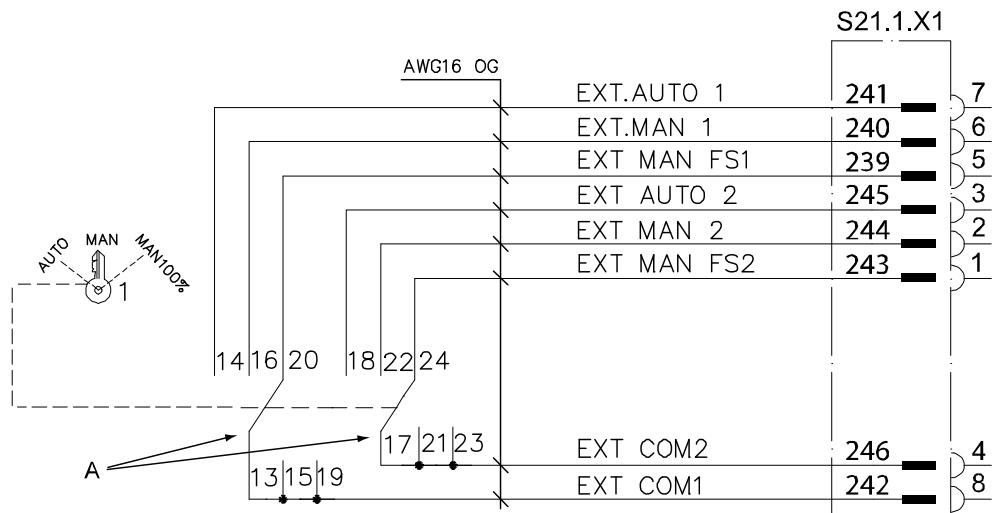 S21.1.X1
AWG16 OG
EXT.AUTO 1 241 7
EXT.MAN 1 240 6
EXT MAN FS1 239 5
EXT AUTO 2 245 3
EXT MAN 2 244 2
EXT MAN FS2 243 1
AUTO MAN MAN100%
1
14 16 20 18 22 24
A
17 21 23 EXT COM2 246 4
13 15 19 EXT COM1 242 8